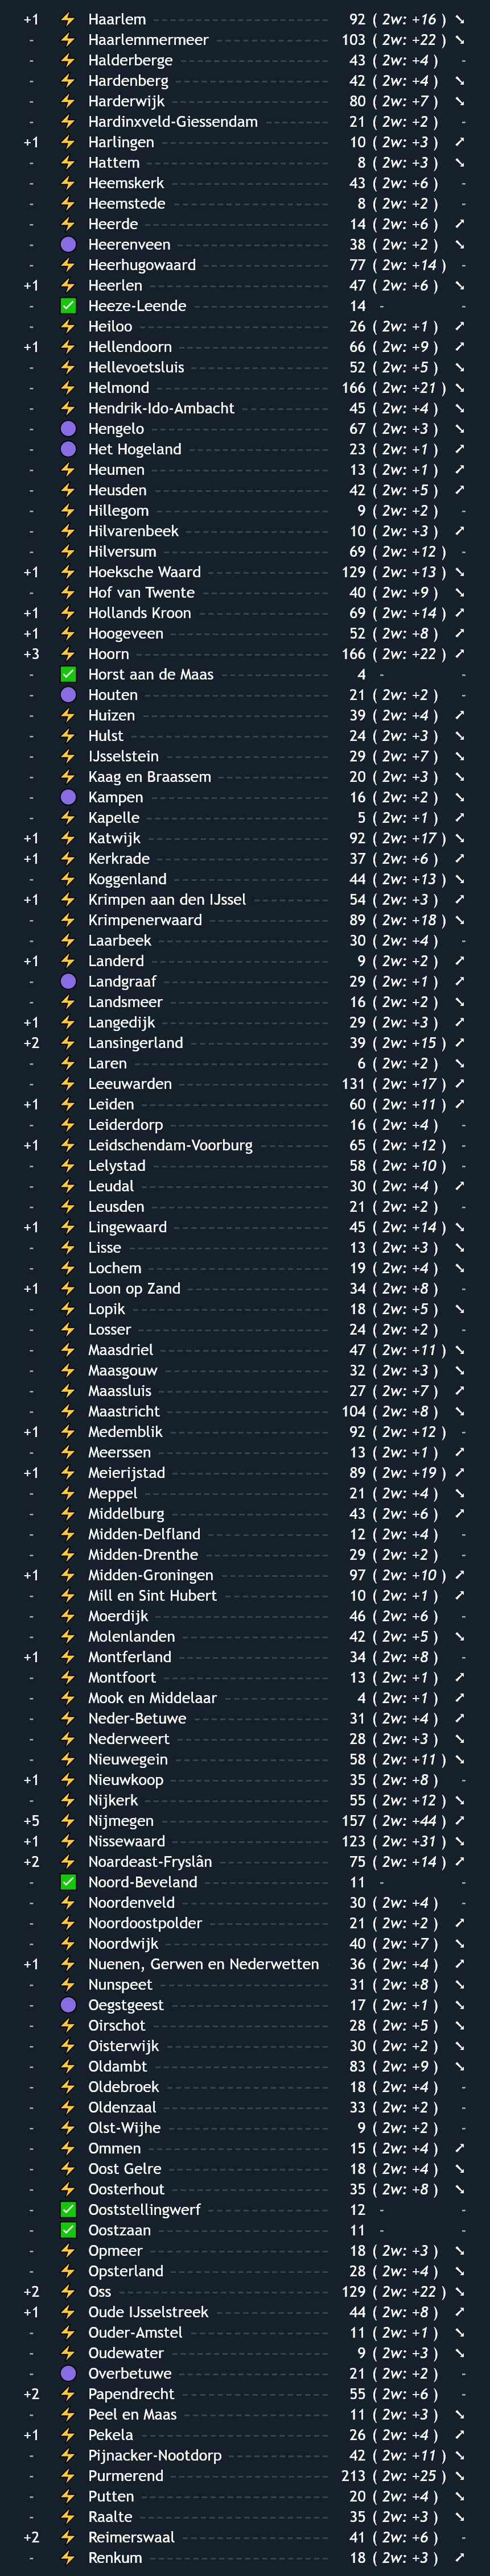 +1 ⚡ Haarlem 92 ( 2w: +16 ) ↘
- ⚡ Haarlemmermeer 103 ( 2w: +22 ) ↘
- ⚡ Halderberge 43 ( 2w: +4 ) -
- ⚡ Hardenberg 42 ( 2w: +4 ) ↘
- ⚡ Harderwijk 80 ( 2w: +7 ) ↘
- ⚡ Hardinxveld-Giessendam 21 ( 2w: +2 ) -
+1 ⚡ Harlingen 10 ( 2w: +3 ) ↗
- ⚡ Hattem 8 ( 2w: +3 ) ↘
- ⚡ Heemskerk 43 ( 2w: +6 ) -
- ⚡ Heemstede 8 ( 2w: +2 ) -
- ⚡ Heerde 14 ( 2w: +6 ) ↗
- 🟣 Heerenveen 38 ( 2w: +2 ) ↘
- ⚡ Heerhugowaard 77 ( 2w: +14 ) -
+1 ⚡ Heerlen 47 ( 2w: +6 ) ↘
- ✅ Heeze-Leende 14 - -
- ⚡ Heiloo 26 ( 2w: +1 ) ↗
+1 ⚡ Hellendoorn 66 ( 2w: +9 ) ↗
- ⚡ Hellevoetsluis 52 ( 2w: +5 ) ↘
- ⚡ Helmond 166 ( 2w: +21 ) ↘
- ⚡ Hendrik-Ido-Ambacht 45 ( 2w: +4 ) ↘
- 🟣 Hengelo 67 ( 2w: +3 ) ↘
- 🟣 Het Hogeland 23 ( 2w: +1 ) ↗
- ⚡ Heumen 13 ( 2w: +1 ) ↗
- ⚡ Heusden 42 ( 2w: +5 ) ↗
- ⚡ Hillegom 9 ( 2w: +2 ) -
- ⚡ Hilvarenbeek 10 ( 2w: +3 ) ↗
- ⚡ Hilversum 69 ( 2w: +12 ) -
+1 ⚡ Hoeksche Waard 129 ( 2w: +13 ) ↘
- ⚡ Hof van Twente 40 ( 2w: +9 ) ↘
+1 ⚡ Hollands Kroon 69 ( 2w: +14 ) ↗
+1 ⚡ Hoogeveen 52 ( 2w: +8 ) ↗
+3 ⚡ Hoorn 166 ( 2w: +22 ) ↗
- ✅ Horst aan de Maas 4 - -
- 🟣 Houten 21 ( 2w: +2 ) -
- ⚡ Huizen 39 ( 2w: +4 ) ↗
- ⚡ Hulst 24 ( 2w: +3 ) ↘
- ⚡ IJsselstein 29 ( 2w: +7 ) ↘
- ⚡ Kaag en Braassem 20 ( 2w: +3 ) ↘
- 🟣 Kampen 16 ( 2w: +2 ) ↘
- ⚡ Kapelle 5 ( 2w: +1 ) ↗
+1 ⚡ Katwijk 92 ( 2w: +17 ) ↘
+1 ⚡ Kerkrade 37 ( 2w: +6 ) ↗
- ⚡ Koggenland 44 ( 2w: +13 ) ↘
+1 ⚡ Krimpen aan den IJssel 54 ( 2w: +3 ) ↗
- ⚡ Krimpenerwaard 89 ( 2w: +18 ) ↘
- ⚡ Laarbeek 30 ( 2w: +4 ) -
+1 ⚡ Landerd 9 ( 2w: +2 ) ↗
- 🟣 Landgraaf 29 ( 2w: +1 ) ↗
- ⚡ Landsmeer 16 ( 2w: +2 ) ↘
+1 ⚡ Langedijk 29 ( 2w: +3 ) ↗
+2 ⚡ Lansingerland 39 ( 2w: +15 ) ↗
- ⚡ Laren 6 ( 2w: +2 ) ↘
- ⚡ Leeuwarden 131 ( 2w: +17 ) ↗
+1 ⚡ Leiden 60 ( 2w: +11 ) ↗
- ⚡ Leiderdorp 16 ( 2w: +4 ) -
+1 ⚡ Leidschendam-Voorburg 65 ( 2w: +12 ) -
- ⚡ Lelystad 58 ( 2w: +10 ) -
- ⚡ Leudal 30 ( 2w: +4 ) ↗
- ⚡ Leusden 21 ( 2w: +2 ) -
+1 ⚡ Lingewaard 45 ( 2w: +14 ) ↘
- ⚡ Lisse 13 ( 2w: +3 ) ↘
- ⚡ Lochem 19 ( 2w: +4 ) ↘
+1 ⚡ Loon op Zand 34 ( 2w: +8 ) -
- ⚡ Lopik 18 ( 2w: +5 ) ↘
- ⚡ Losser 24 ( 2w: +2 ) -
- ⚡ Maasdriel 47 ( 2w: +11 ) ↘
- ⚡ Maasgouw 32 ( 2w: +3 ) ↘
- ⚡ Maassluis 27 ( 2w: +7 ) ↗
- ⚡ Maastricht 104 ( 2w: +8 ) ↘
+1 ⚡ Medemblik 92 ( 2w: +12 ) -
- ⚡ Meerssen 13 ( 2w: +1 ) ↗
+1 ⚡ Meierijstad 89 ( 2w: +19 ) ↗
- ⚡ Meppel 21 ( 2w: +4 ) ↘
- ⚡ Middelburg 43 ( 2w: +6 ) ↗
- ⚡ Midden-Delfland 12 ( 2w: +4 ) -
- ⚡ Midden-Drenthe 29 ( 2w: +2 ) -
+1 ⚡ Midden-Groningen 97 ( 2w: +10 ) ↗
- ⚡ Mill en Sint Hubert 10 ( 2w: +1 ) ↗
- ⚡ Moerdijk 46 ( 2w: +6 ) -
- ⚡ Molenlanden 42 ( 2w: +5 ) ↘
+1 ⚡ Montferland 34 ( 2w: +8 ) -
- ⚡ Montfoort 13 ( 2w: +1 ) ↗
- ⚡ Mook en Middelaar 4 ( 2w: +1 ) ↗
- ⚡ Neder-Betuwe 31 ( 2w: +4 ) ↗
- ⚡ Nederweert 28 ( 2w: +3 ) ↘
- ⚡ Nieuwegein 58 ( 2w: +11 ) ↘
+1 ⚡ Nieuwkoop 35 ( 2w: +8 ) -
- ⚡ Nijkerk 55 ( 2w: +12 ) ↘
+5 ⚡ Nijmegen 157 ( 2w: +44 ) ↗
+1 ⚡ Nissewaard 123 ( 2w: +31 ) ↘
+2 ⚡ Noardeast-Fryslân 75 ( 2w: +14 ) ↗
- ✅ Noord-Beveland 11 - -
- ⚡ Noordenveld 30 ( 2w: +4 ) -
- ⚡ Noordoostpolder 21 ( 2w: +2 ) ↗
- ⚡ Noordwijk 40 ( 2w: +7 ) ↘
+1 ⚡ Nuenen, Gerwen en Nederwetten 36 ( 2w: +4 ) ↗
- ⚡ Nunspeet 31 ( 2w: +8 ) ↘
- 🟣 Oegstgeest 17 ( 2w: +1 ) ↘
- ⚡ Oirschot 28 ( 2w: +5 ) ↘
- ⚡ Oisterwijk 30 ( 2w: +2 ) ↘
- ⚡ Oldambt 83 ( 2w: +9 ) ↘
- ⚡ Oldebroek 18 ( 2w: +4 ) -
- ⚡ Oldenzaal 33 ( 2w: +2 ) -
- ⚡ Olst-Wijhe 9 ( 2w: +2 ) -
- ⚡ Ommen 15 ( 2w: +4 ) ↗
- ⚡ Oost Gelre 18 ( 2w: +4 ) ↘
- ⚡ Oosterhout 35 ( 2w: +8 ) ↘
- ✅ Ooststellingwerf 12 - -
- ✅ Oostzaan 11 - -
- ⚡ Opmeer 18 ( 2w: +3 ) ↘
- ⚡ Opsterland 28 ( 2w: +4 ) ↘
+2 ⚡ Oss 129 ( 2w: +22 ) ↘
+1 ⚡ Oude IJsselstreek 44 ( 2w: +8 ) ↗
- ⚡ Ouder-Amstel 11 ( 2w: +1 ) ↘
- ⚡ Oudewater 9 ( 2w: +3 ) ↘
- 🟣 Overbetuwe 21 ( 2w: +2 ) -
+2 ⚡ Papendrecht 55 ( 2w: +6 ) -
- ⚡ Peel en Maas 11 ( 2w: +3 ) ↘
+1 ⚡ Pekela 26 ( 2w: +4 ) ↗
- ⚡ Pijnacker-Nootdorp 42 ( 2w: +11 ) ↘
- ⚡ Purmerend 213 ( 2w: +25 ) ↘
- ⚡ Putten 20 ( 2w: +4 ) ↘
- ⚡ Raalte 35 ( 2w: +3 ) ↘
+2 ⚡ Reimerswaal 41 ( 2w: +6 ) -
- ⚡ Renkum 18 ( 2w: +3 ) ↗